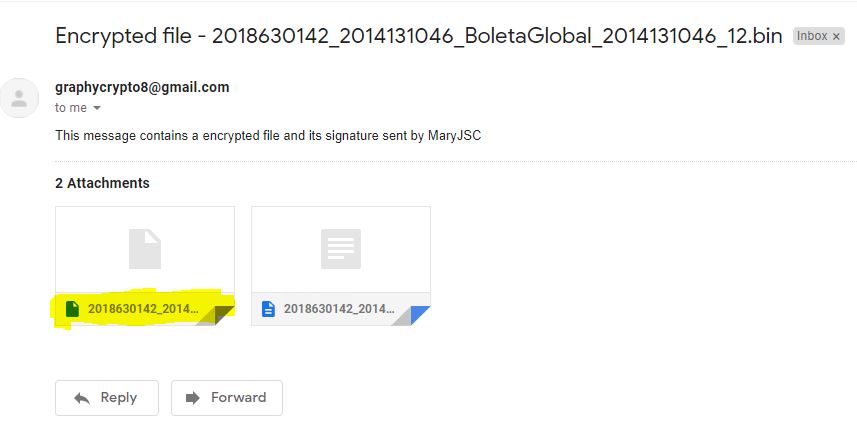 Encrypted file - 2018630142_2014131046_BoletaGlobal_2014131046_12.bin Inbox x
graphycrypto8@gmail.com
to me
This message contains a encrypted file and its signature sent by MaryJSC
2 Attachments
2018630142_2014... 2018630142_2014...
Reply Forward